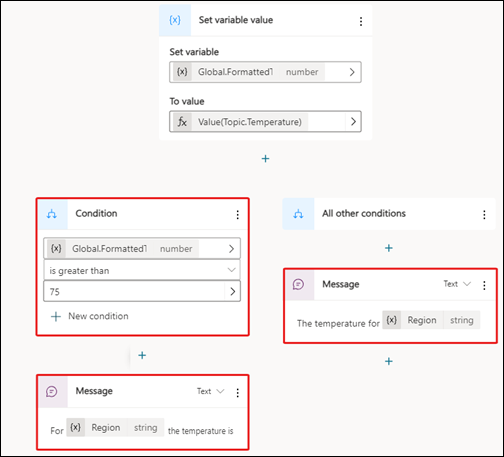 {x} Set variable value
Set variable
{x} Global.FormattedT number
To value
fx Value(Topic.Temperature)
Condition
{x} Global.FormattedT number
is greater than
75
New condition
Message Text
For {x} Region string the temperature is
All other conditions
Message Text
The temperature for {x} Region string